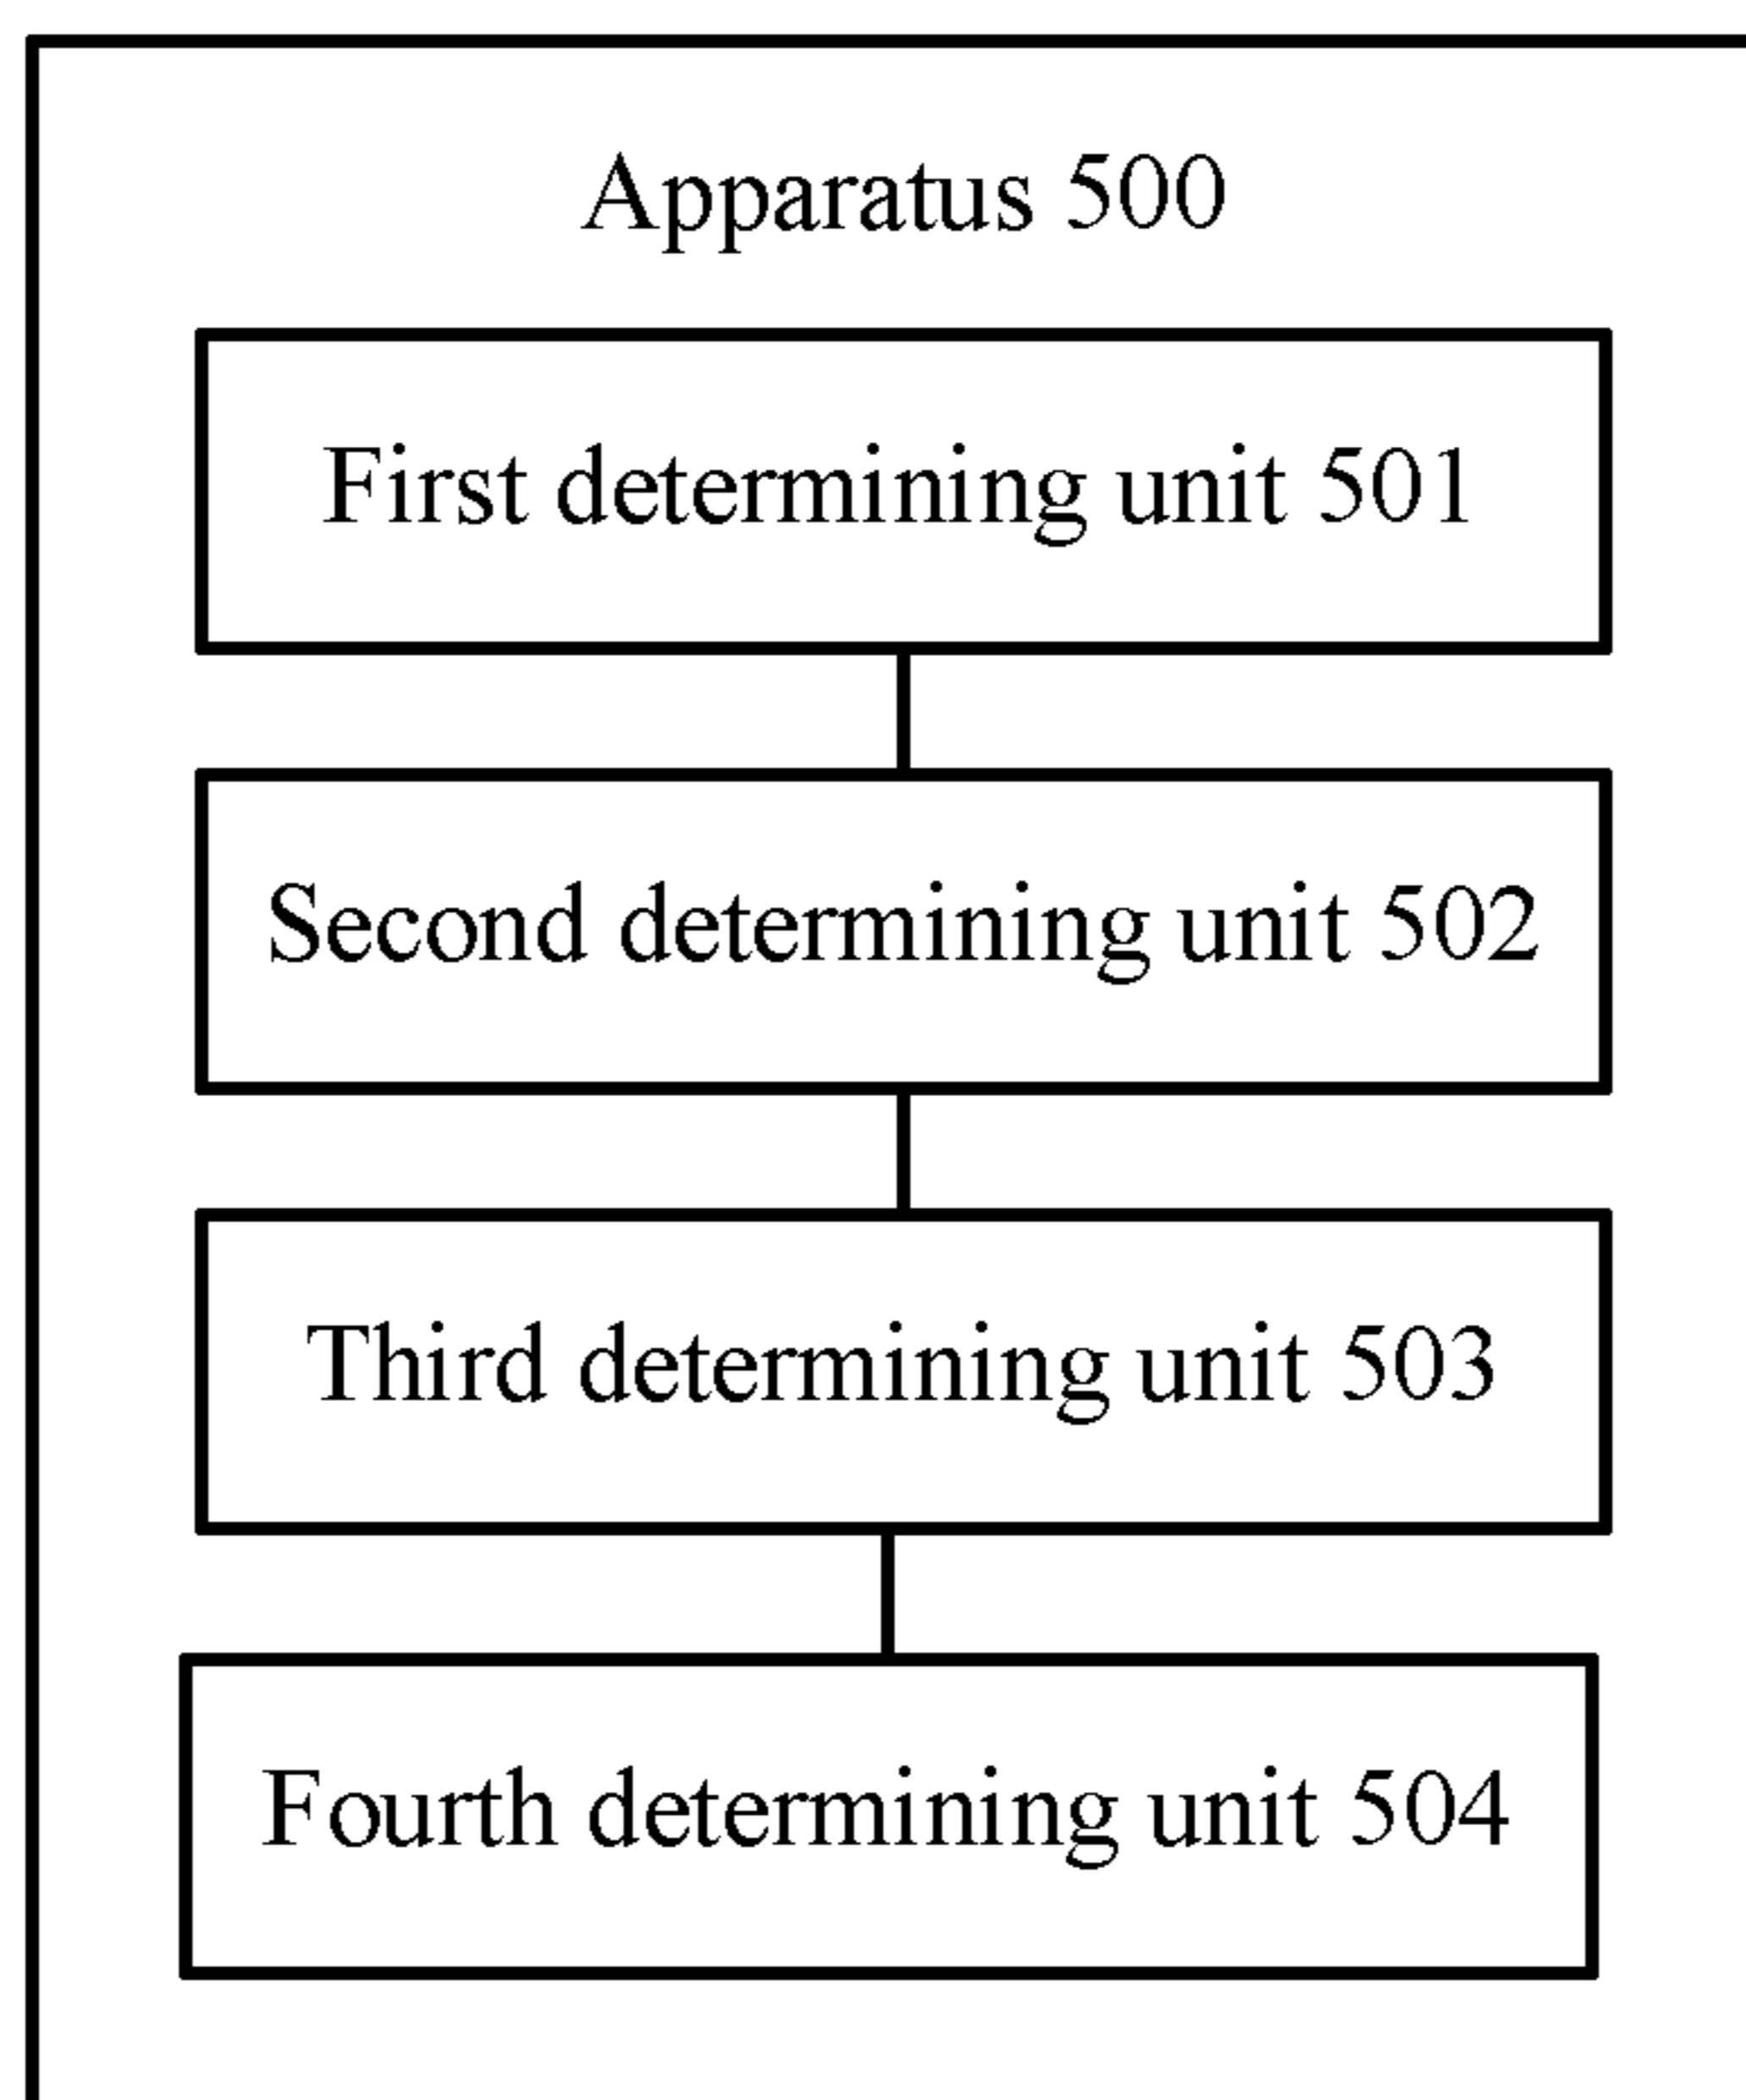 Apparatus 500
First determining unit 501
Second determining unit 502
Third determining unit 503
Fourth determining unit 504